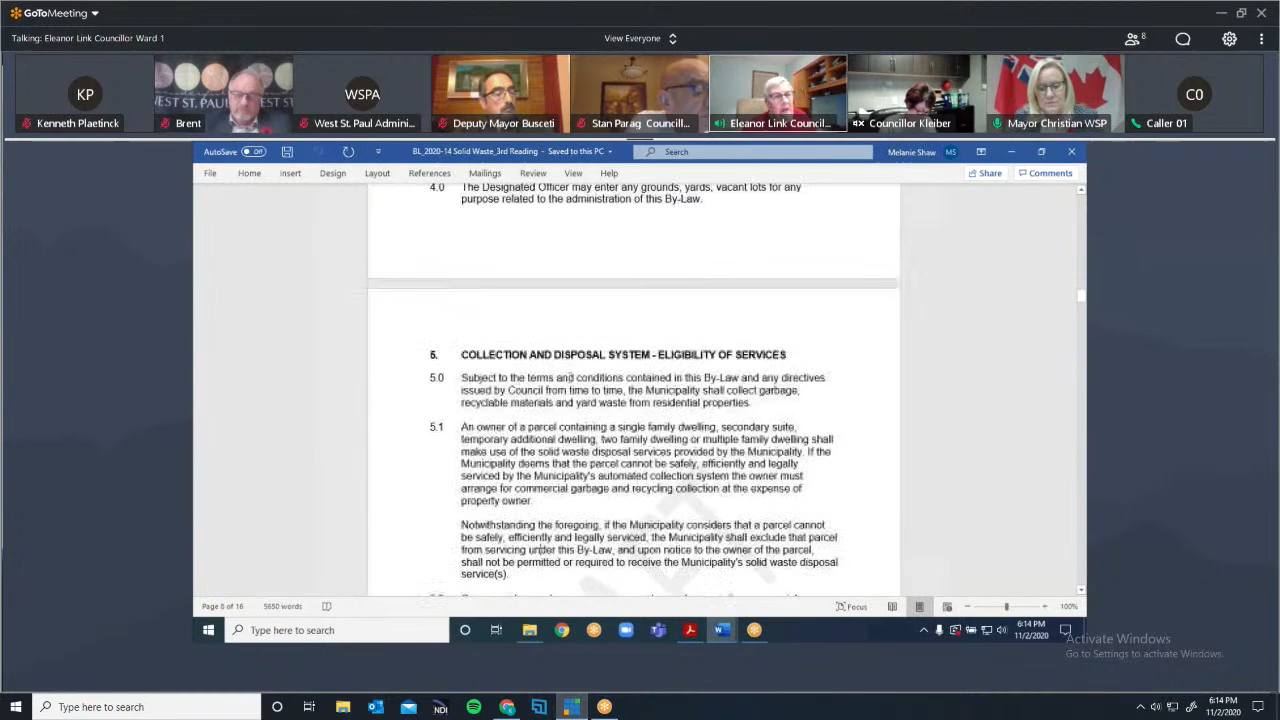 GoToMeeting
Talking: Eleanor Link Councillor Ward 1
View Everyone
8
KP
WEST ST. PAUL
WEST ST. PA
WSPA
C0
Kenneth Plaetinck
Brent
West St. Paul Admini...
Deputy Mayor Busceti
Stan Parag Councill...
Eleanor Link Council...
Councillor Kleiber
Mayor Christian WSP
Caller 01
AutoSave Off
BL_2020-14 Solid Waste_3rd Reading - Saved to this PC
Search
Melanie Shaw MS
File Home Insert Design Layout References Mailings Review View Help
Share Comments
4.0 The Designated Officer may enter any grounds, yards, vacant lots for any
purpose related to the administration of this By-Law.
5. COLLECTION AND DISPOSAL SYSTEM - ELIGIBILITY OF SERVICES
5.0 Subject to the terms and conditions contained in this By-Law and any directives
issued by Council from time to time, the Municipality shall collect garbage,
recyclable materials and yard waste from residential properties.
5.1 An owner of a parcel containing a single family dwelling, secondary suite,
temporary additional dwelling, two family dwelling or multiple family dwelling shall
make use of the solid waste disposal services provided by the Municipality. If the
Municipality deems that the parcel cannot be safely, efficiently and legally
serviced by the Municipality's automated collection system the owner must
arrange for commercial garbage and recycling collection at the expense of
property owner.
Notwithstanding the foregoing, if the Municipality considers that a parcel cannot
be safely, efficiently and legally serviced, the Municipality shall exclude that parcel
from servicing under this By-Law, and upon notice to the owner of the parcel,
shall not be permitted or required to receive the Municipality's solid waste disposal
service(s).
Page 6 of 16 5650 words
Focus
100%
Type here to search
6:14 PM
11/2/2020
Activate Windows
Go to Settings to activate Windows.
Type here to search
NDI
6:14 PM
11/2/2020